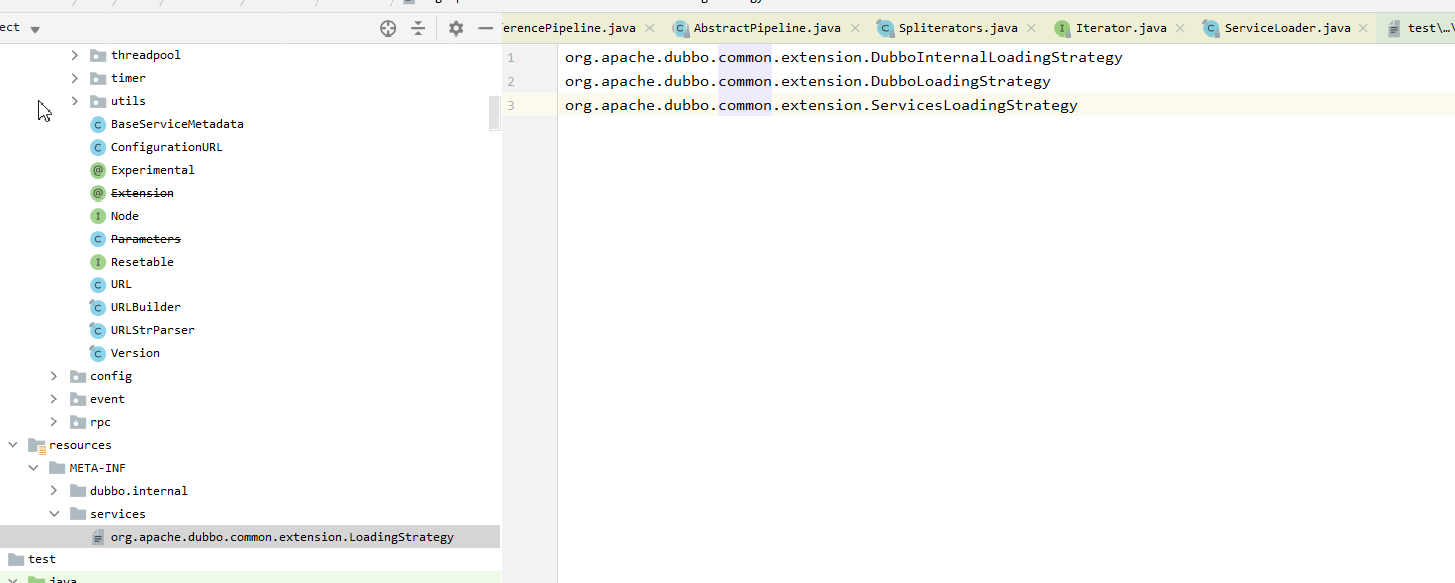 ect
erencePipeline.java AbstractPipeline.java Spliterators.java Iterator.java ServiceLoader.java test\…\
threadpool
timer
utils
BaseServiceMetadata
ConfigurationURL
Experimental
Extension
Node
Parameters
Resetable
URL
URLBuilder
URLStrParser
Version
config
event
rpc
resources
META-INF
dubbo.internal
services
org.apache.dubbo.common.extension.LoadingStrategy
test
java
1 org.apache.dubbo.common.extension.DubboInternalLoadingStrategy
2 org.apache.dubbo.common.extension.DubboLoadingStrategy
3 org.apache.dubbo.common.extension.ServicesLoadingStrategy